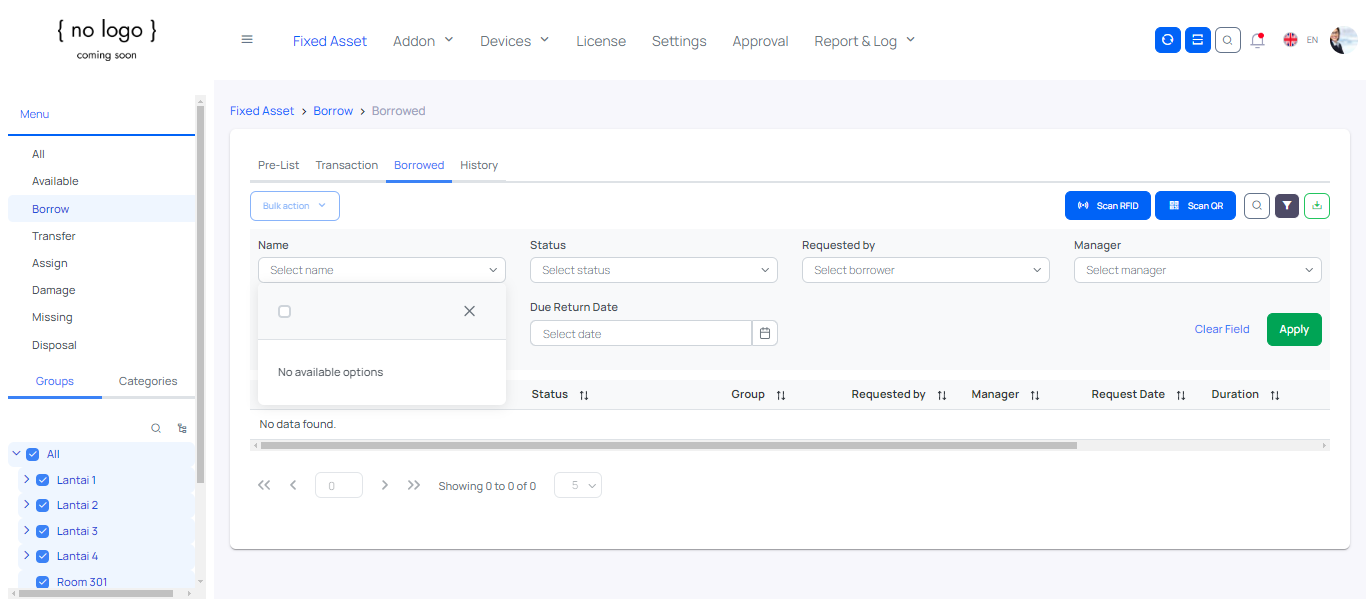 { no logo }
coming soon
Fixed Asset Addon Devices License Settings Approval Report & Log EN
Menu
All
Available
Borrow
Transfer
Assign
Damage
Missing
Disposal
Groups Categories
All
Lantai 1
Lantai 2
Lantai 3
Lantai 4
Room 301
Fixed Asset > Borrow > Borrowed
Pre-List Transaction Borrowed History
Bulk action Scan RFID Scan QR
Name Status Requested by Manager
Select name Select status Select borrower Select manager
Due Return Date
Select date Clear Field Apply
No available options
Status Group Requested by Manager Request Date Duration
No data found.
0 Showing 0 to 0 of 0 5